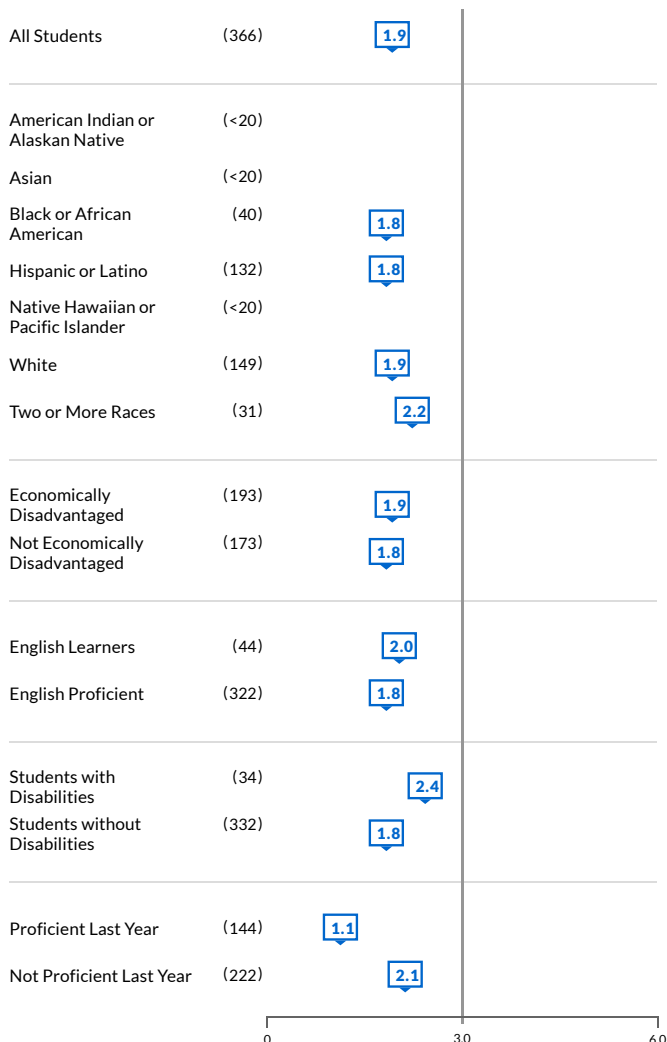 All Students (366) 1.9
American Indian or
Alaskan Native (<20)
Asian (<20)
Black or African
American (40) 1.8
Hispanic or Latino (132) 1.8
Native Hawaiian or
Pacific Islander (<20)
White (149) 1.9
Two or More Races (31) 2.2
Economically
Disadvantaged (193) 1.9
Not Economically
Disadvantaged (173) 1.8
English Learners (44) 2.0
English Proficient (322) 1.8
Students with
Disabilities (34) 2.4
Students without
Disabilities (332) 1.8
Proficient Last Year (144) 1.1
Not Proficient Last Year (222) 2.1
0 3.0 6.0